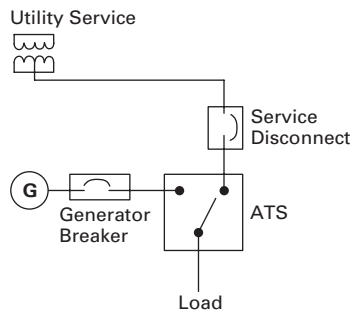 Utility Service
Service
Disconnect
G
Generator
Breaker
ATS
Load